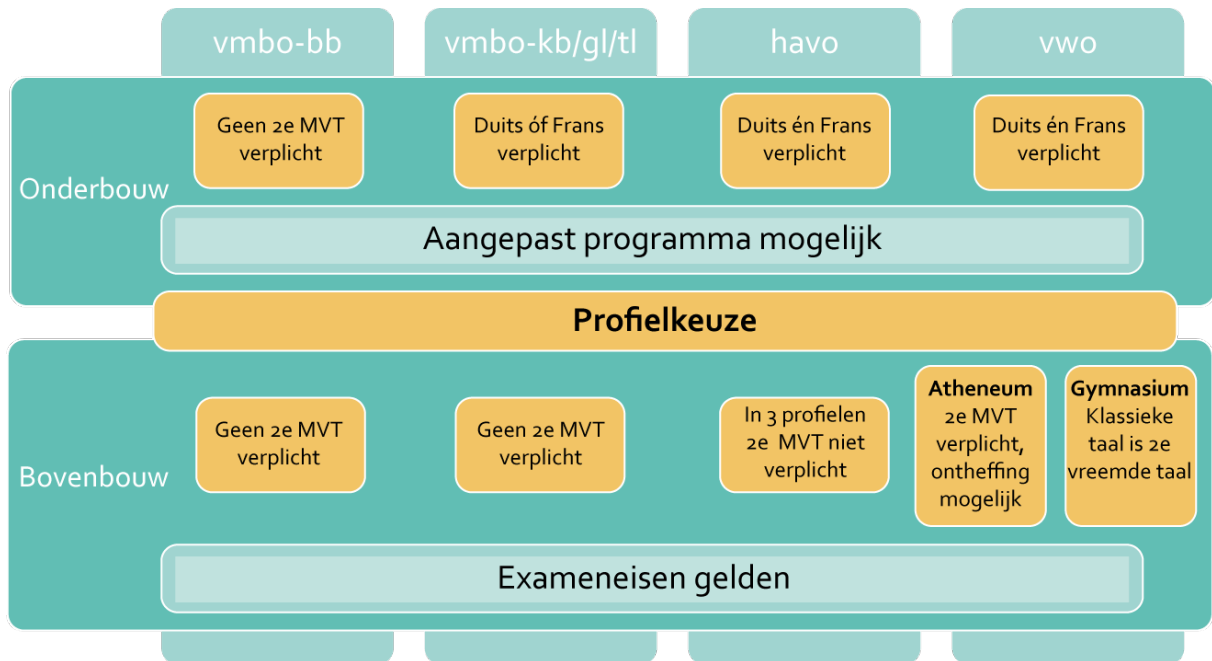 vmbo-bb
vmbo-kb/gl/tl
havo
vwo
Onderbouw
Geen 2e MVT
verplicht
Duits óf Frans
verplicht
Duits én Frans
verplicht
Duits én Frans
verplicht
Aangepast programma mogelijk
Profielkeuze
Bovenbouw
Geen 2e MVT
verplicht
Geen 2e MVT
verplicht
In 3 profielen
2e MVT niet
verplicht
Atheneum
2e MVT
verplicht,
ontheffing
mogelijk
Gymnasium
Klassieke
taal is 2e
vreemde taal
Exameneisen gelden